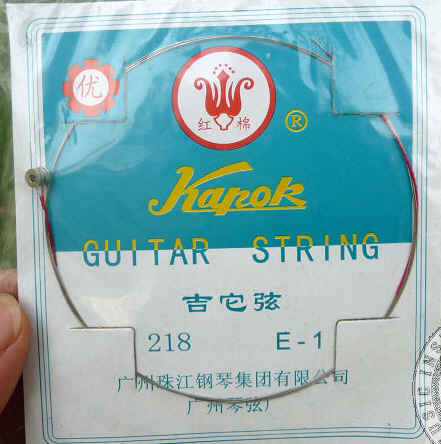 优
红棉
®
Kapok
GUITAR STRING
吉它弦
218 E-1
广州珠江钢琴集团有限公司
广州琴弦厂